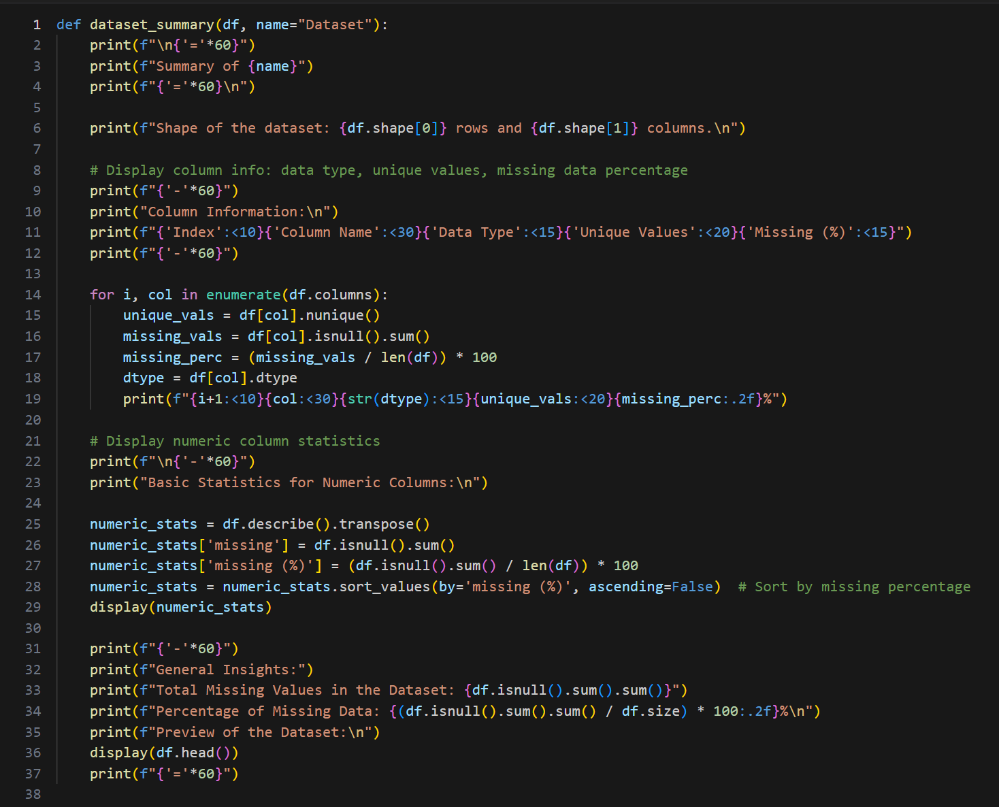 1 def dataset_summary(df, name="Dataset"):
2     print(f"\n{'='*60}")
3     print(f"Summary of {name}")
4     print(f"{'='*60}\n")
5
6     print(f"Shape of the dataset: {df.shape[0]} rows and {df.shape[1]} columns.\n")
7
8     # Display column info: data type, unique values, missing data percentage
9     print(f"{'-'*60}")
10     print("Column Information:\n")
11     print(f"{'Index':<10}{'Column Name':<30}{'Data Type':<15}{'Unique Values':<20}{'Missing (%)':<15}")
12     print(f"{'-'*60}")
13
14     for i, col in enumerate(df.columns):
15         unique_vals = df[col].nunique()
16         missing_vals = df[col].isnull().sum()
17         missing_perc = (missing_vals / len(df)) * 100
18         dtype = df[col].dtype
19         print(f"{i+1:<10}{col:<30}{str(dtype):<15}{unique_vals:<20}{missing_perc:.2f}%")
20
21     # Display numeric column statistics
22     print(f"\n{'-'*60}")
23     print("Basic Statistics for Numeric Columns:\n")
24
25     numeric_stats = df.describe().transpose()
26     numeric_stats['missing'] = df.isnull().sum()
27     numeric_stats['missing (%)'] = (df.isnull().sum() / len(df)) * 100
28     numeric_stats = numeric_stats.sort_values(by='missing (%)', ascending=False)  # Sort by missing percentage
29     display(numeric_stats)
30
31     print(f"{'-'*60}")
32     print(f"General Insights:")
33     print(f"Total Missing Values in the Dataset: {df.isnull().sum().sum()}")
34     print(f"Percentage of Missing Data: {(df.isnull().sum().sum() / df.size) * 100:.2f}%\n")
35     print(f"Preview of the Dataset:\n")
36     display(df.head())
37     print(f"{'='*60}")
38